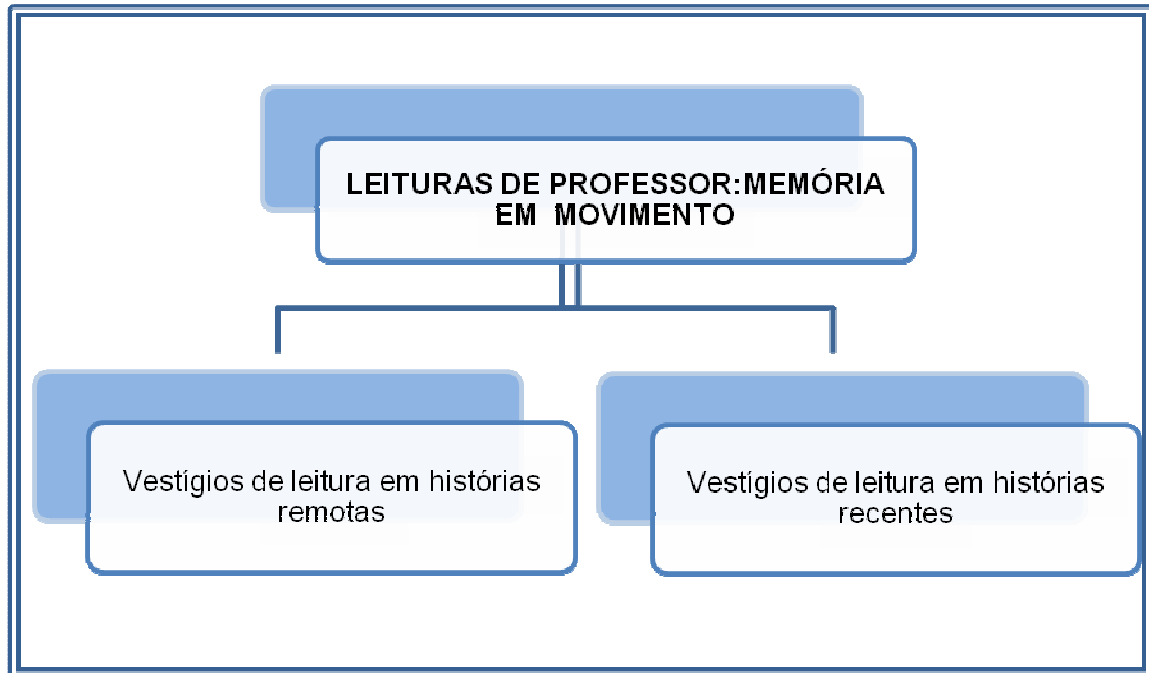 LEITURAS DE PROFESSOR:MEMÓRIA
EM MOVIMENTO
Vestígios de leitura em histórias
remotas
Vestígios de leitura em histórias
recentes